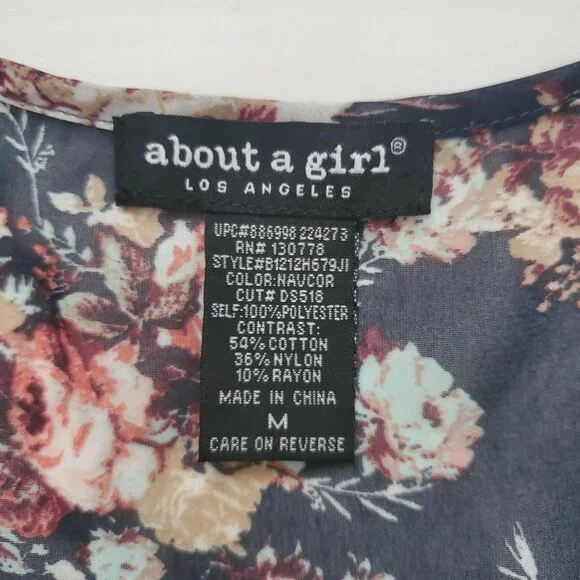 about a girl®
LOS ANGELES
UPC#886998 224273
RN# 130778
STYLE#B1212H679JI
COLOR:NAVCOR
CUT# DS518
SELF:100%POLYESTER
CONTRAST:
54% COTTON
36% NYLON
10% RAYON
MADE IN CHINA
M
CARE ON REVERSE